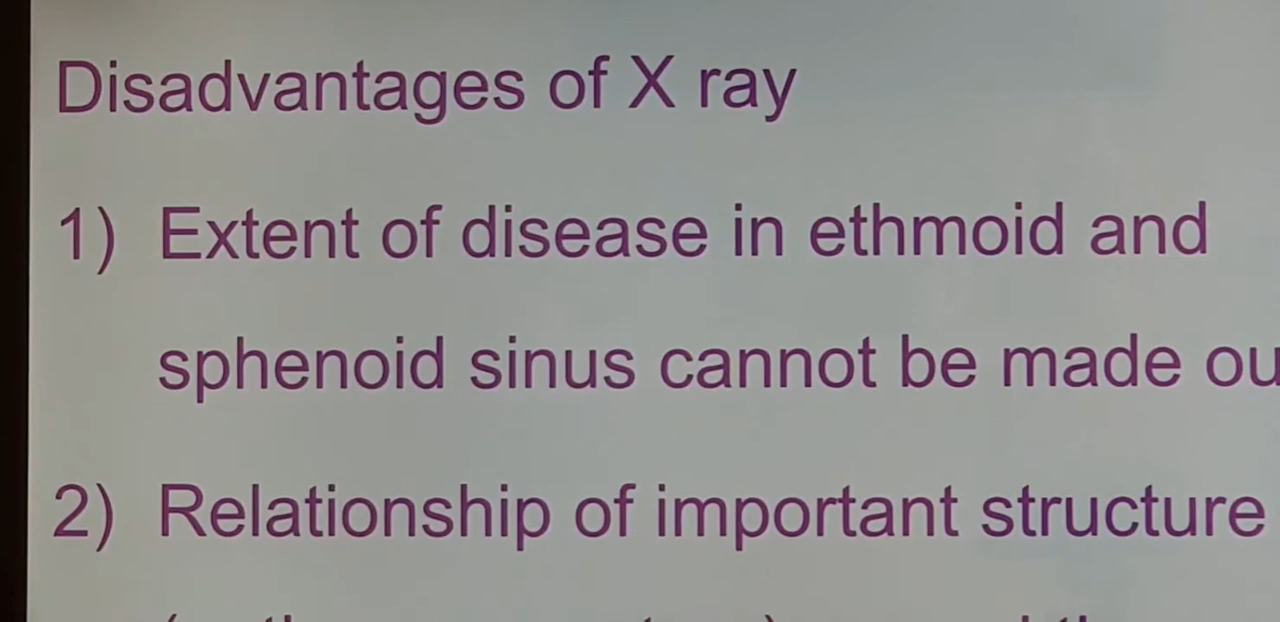 Disadvantages of X ray
1) Extent of disease in ethmoid and
sphenoid sinus cannot be made ou
2) Relationship of important structure